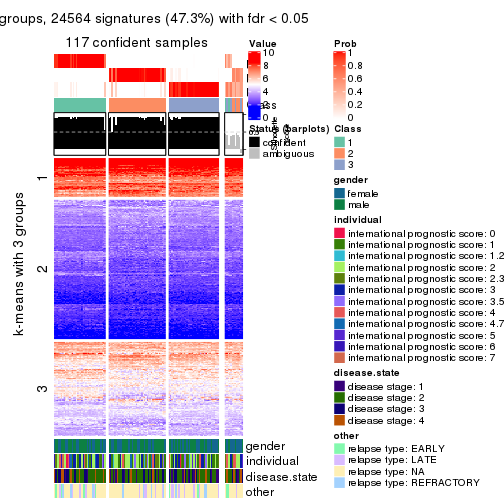 groups, 24564 signatures (47.3%) with fdr < 0.05
117 confident samples
k-means with 3 groups
1
2
3
gender
individual
disease.state
other
Value
10
8
6
4
2
0
Status (barplots)
confident
ambiguous
Prob
1
0.8
0.6
0.4
0.2
0
Class
1
2
3
gender
female
male
individual
international prognostic score: 0
international prognostic score: 1
international prognostic score: 1.2
international prognostic score: 2
international prognostic score: 2.3
international prognostic score: 3
international prognostic score: 3.5
international prognostic score: 4
international prognostic score: 4.7
international prognostic score: 5
international prognostic score: 6
international prognostic score: 7
disease.state
disease stage: 1
disease stage: 2
disease stage: 3
disease stage: 4
other
relapse type: EARLY
relapse type: LATE
relapse type: NA
relapse type: REFRACTORY